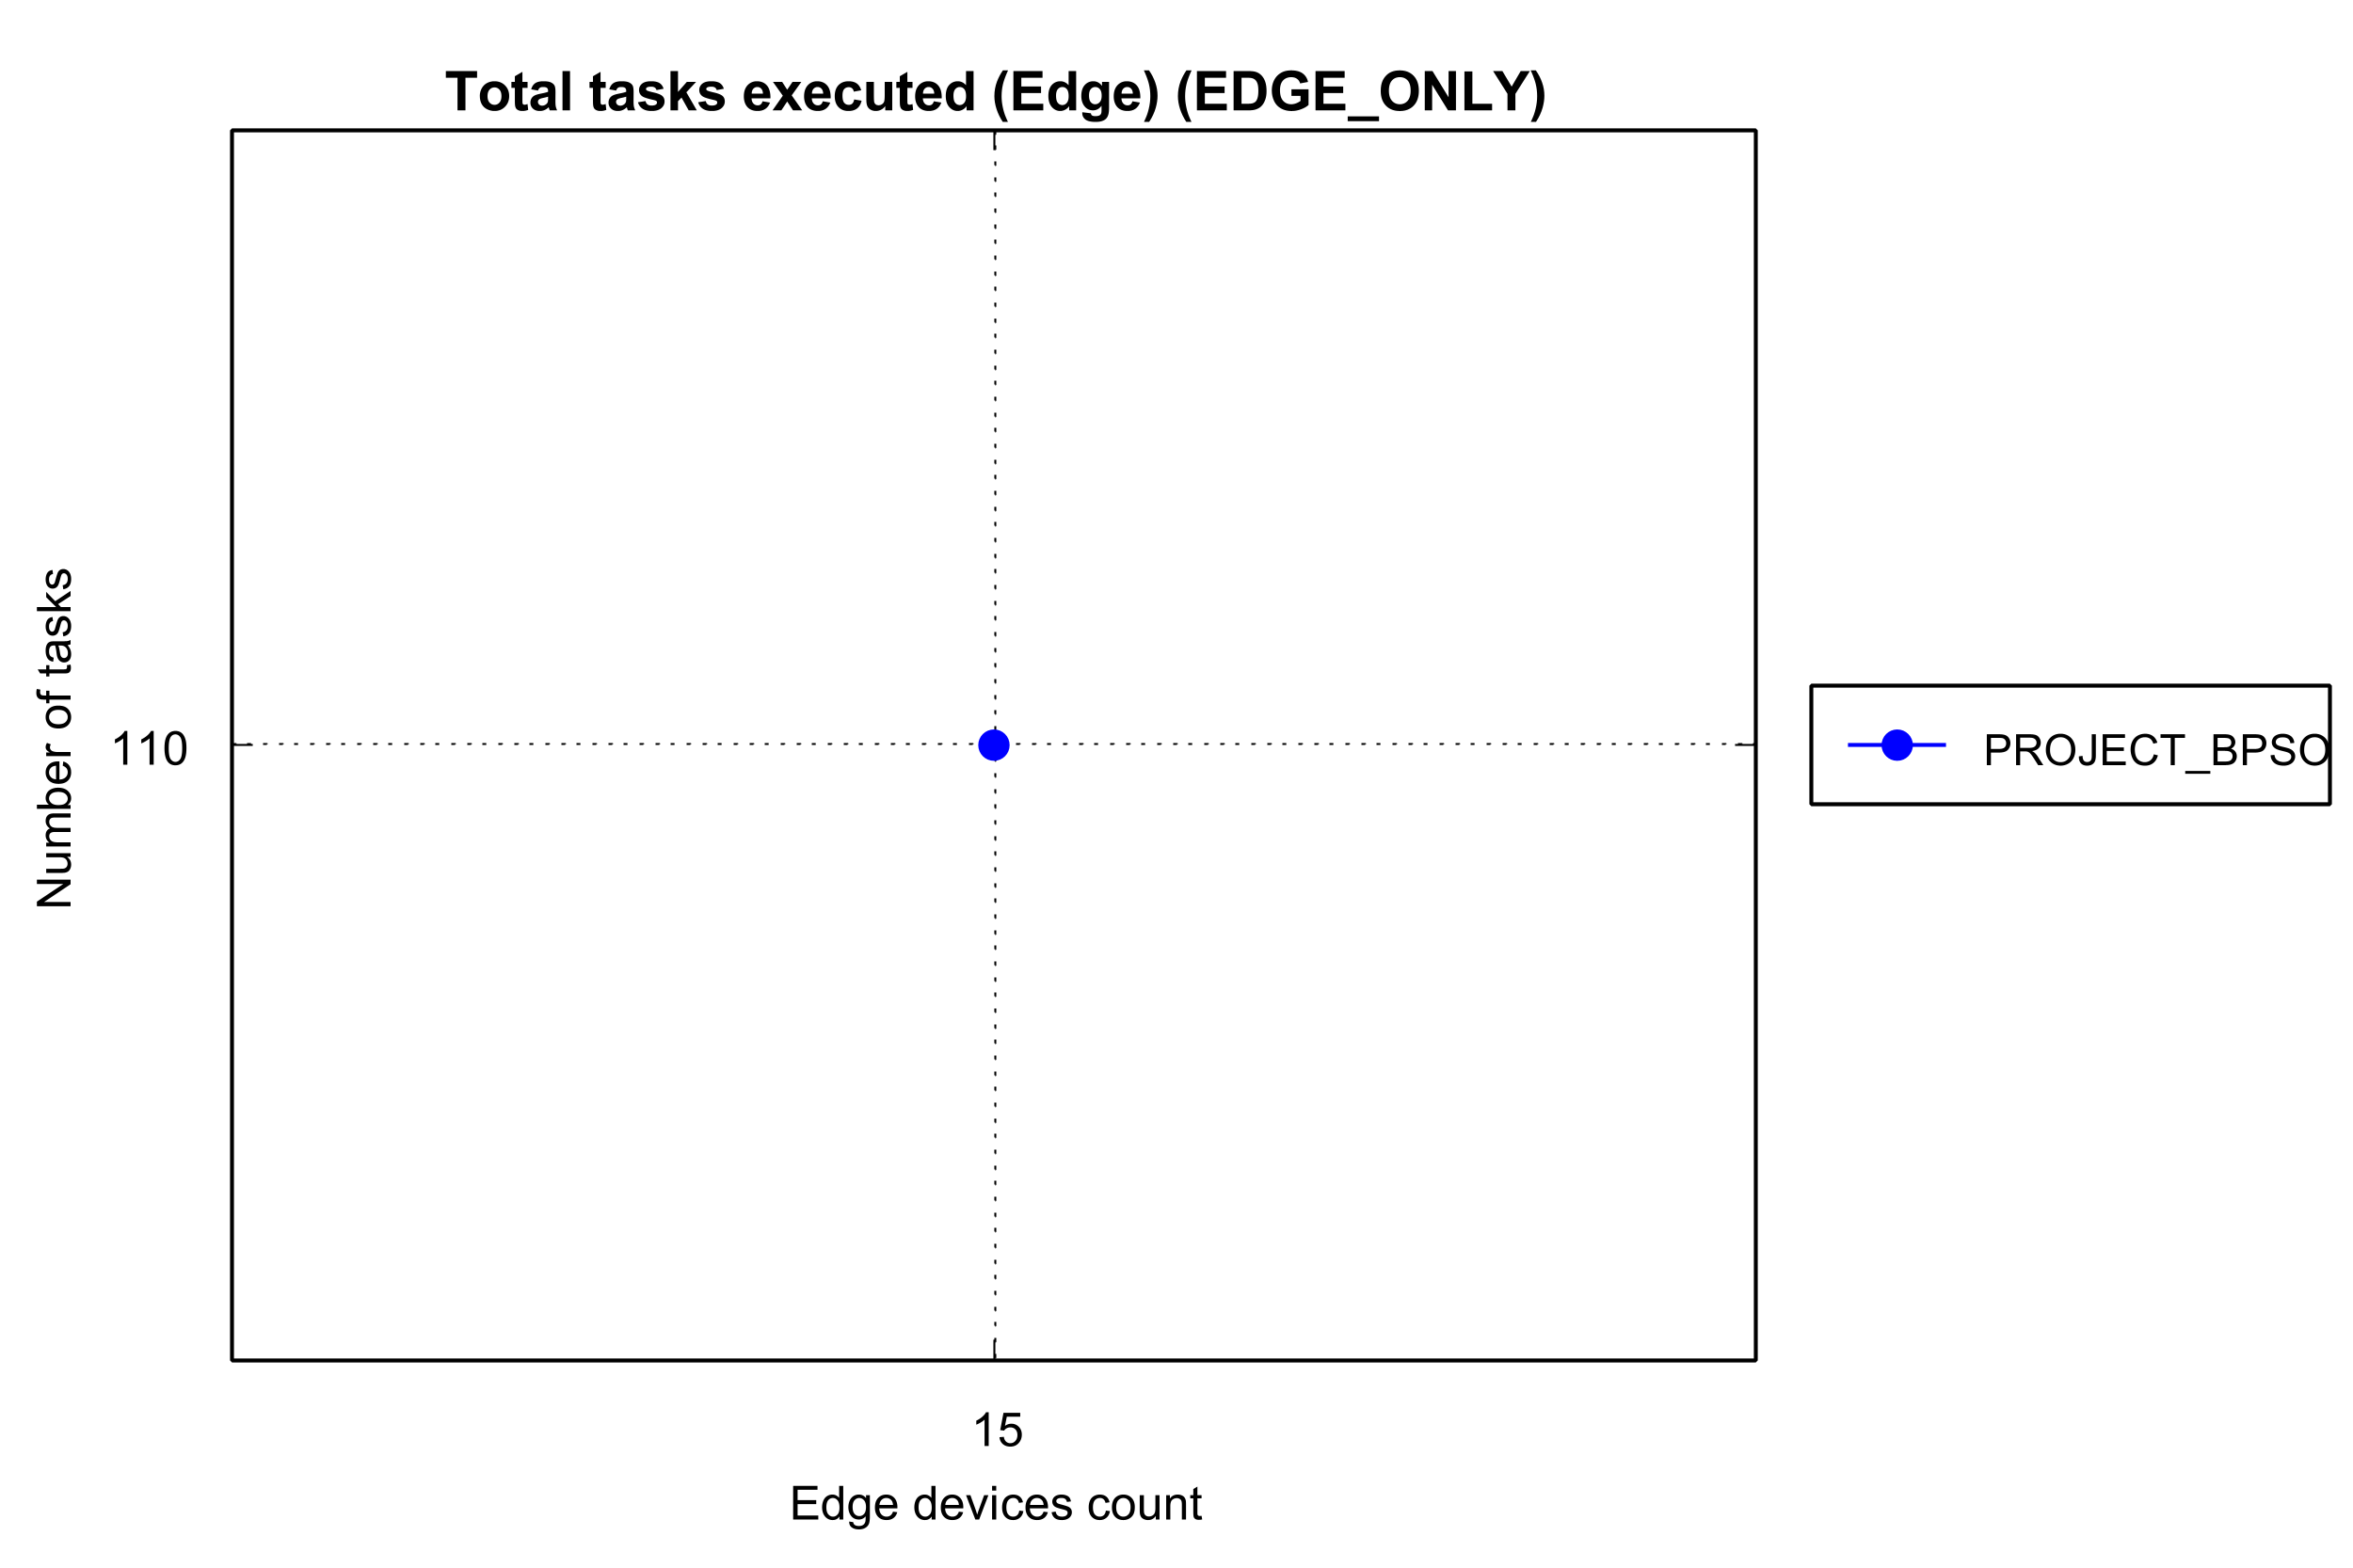 Total tasks executed (Edge) (EDGE_ONLY)
Number of tasks
110
PROJECT_BPSO
15
Edge devices count